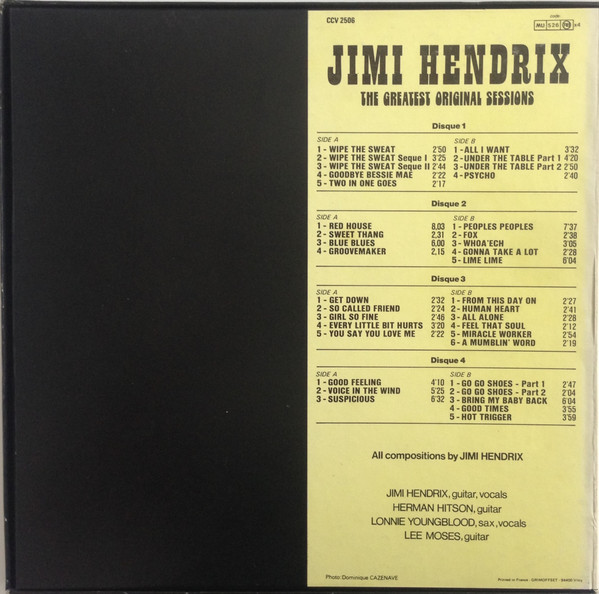 CCV 2506
code:
MU 526
x4
JIMI HENDRIX
THE GREATEST ORIGINAL SESSIONS
Disque 1
SIDE A
1 - WIPE THE SWEAT 2'50
2 - WIPE THE SWEAT Seque I 3'25
3 - WIPE THE SWEAT Seque II 2'44
4 - GOODBYE BESSIE MAE 2'22
5 - TWO IN ONE GOES 2'17
SIDE B
1 - ALL I WANT 3'32
2 - UNDER THE TABLE Part 1 4'20
3 - UNDER THE TABLE Part 2 2'50
4 - PSYCHO 2'40
Disque 2
SIDE A
1 - RED HOUSE 8,03
2 - SWEET THANG 2,31
3 - BLUE BLUES 6,00
4 - GROOVEMAKER 2,15
SIDE B
1 - PEOPLES PEOPLES 7'37
2 - FOX 2'38
3 - WHOA'ECH 3'05
4 - GONNA TAKE A LOT 2'28
5 - LIME LIME 6'04
Disque 3
SIDE A
1 - GET DOWN 2'32
2 - SO CALLED FRIEND 2'24
3 - GIRL SO FINE 2'46
4 - EVERY LITTLE BIT HURTS 3'20
5 - YOU SAY YOU LOVE ME 2'22
SIDE B
1 - FROM THIS DAY ON 2'27
2 - HUMAN HEART 2'41
3 - ALL ALONE 2'28
4 - FEEL THAT SOUL 2'12
5 - MIRACLE WORKER 2'54
6 - A MUMBLIN' WORD 2'19
Disque 4
SIDE A
1 - GOOD FEELING 4'10
2 - VOICE IN THE WIND 5'25
3 - SUSPICIOUS 6'32
SIDE B
1 - GO GO SHOES - Part 1 2'47
2 - GO GO SHOES - Part 2 2'04
3 - BRING MY BABY BACK 6'04
4 - GOOD TIMES 3'55
5 - HOT TRIGGER 3'59
All compositions by JIMI HENDRIX
JIMI HENDRIX, guitar, vocals
HERMAN HITSON, guitar
LONNIE YOUNGBLOOD, sax, vocals
LEE MOSES, guitar
Photo: Dominique CAZENAVE
Printed in France